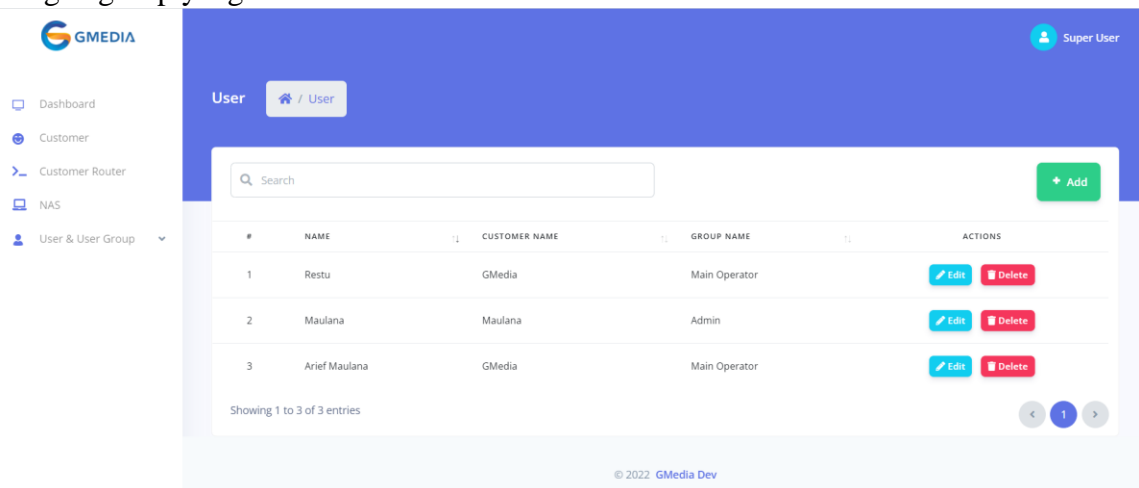 GMEDIA
Super User
User / User
Dashboard
Customer
Customer Router
NAS
User & User Group
Search
+ Add
# NAME CUSTOMER NAME GROUP NAME ACTIONS
1 Restu GMedia Main Operator Edit Delete
2 Maulana Maulana Admin Edit Delete
3 Arief Maulana GMedia Main Operator Edit Delete
Showing 1 to 3 of 3 entries
< 1 >
© 2022 GMedia Dev